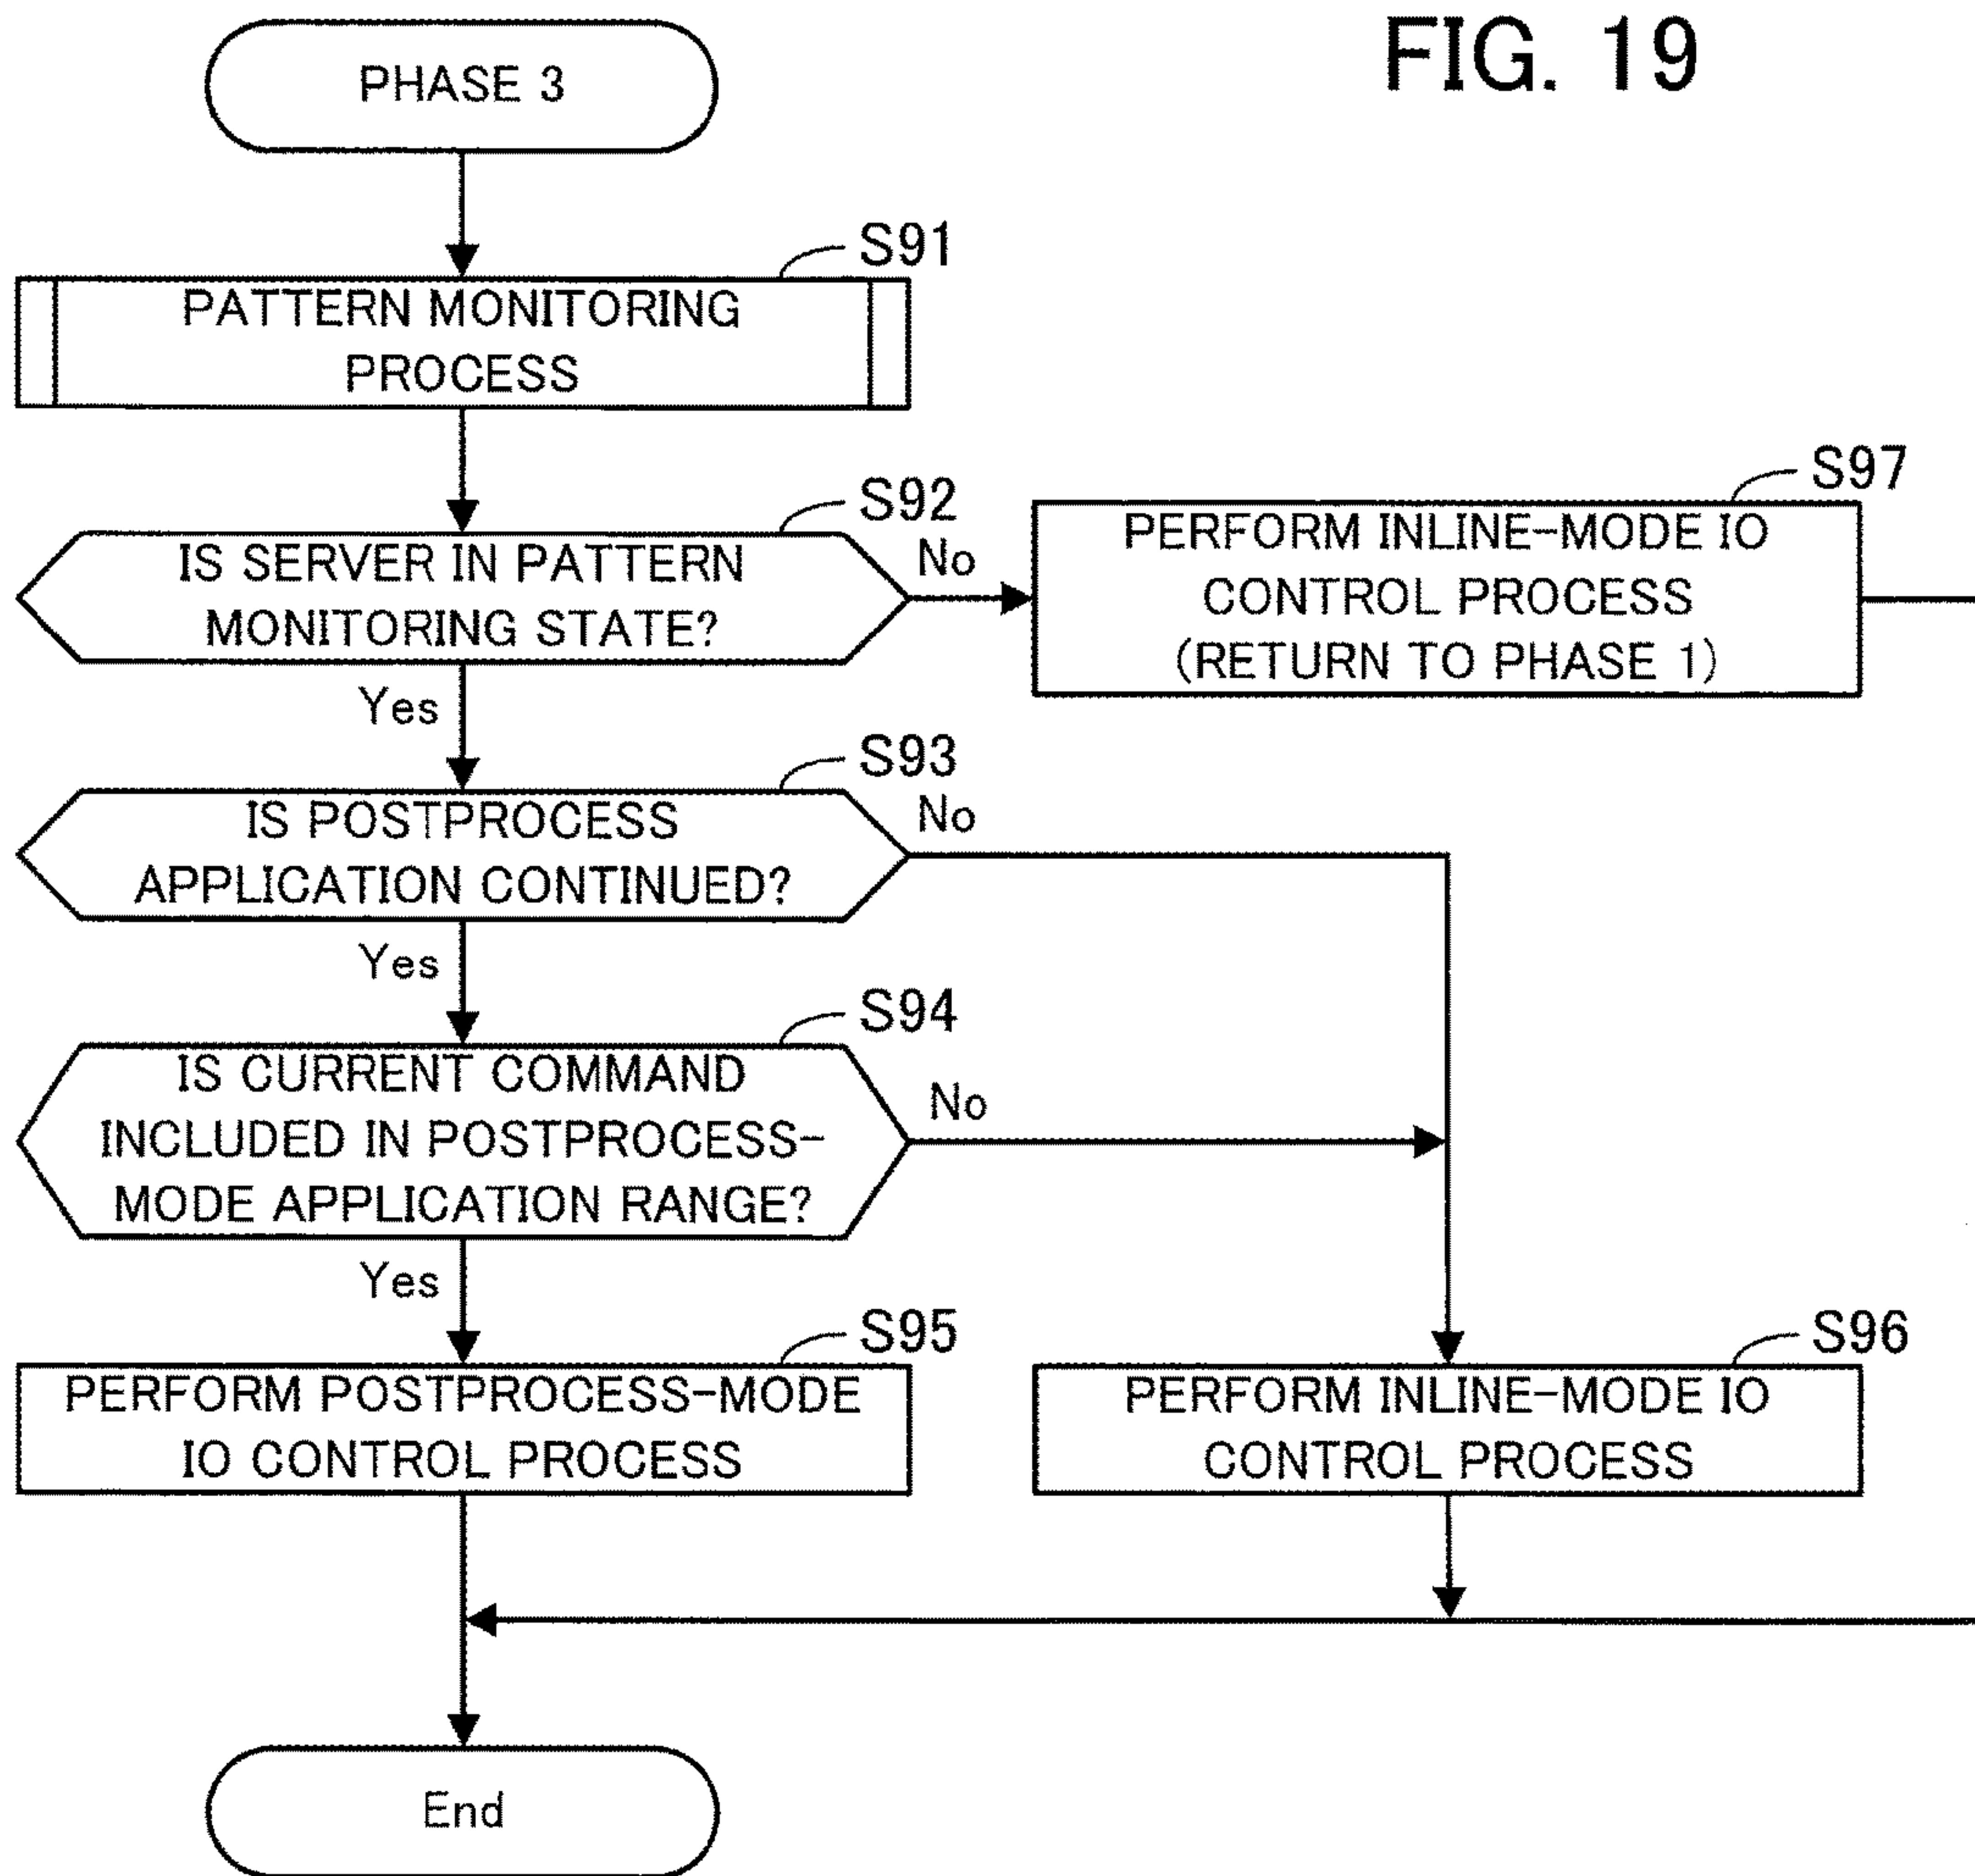 FIG. 19
PHASE 3
S91
PATTERN MONITORING
PROCESS
S92
IS SERVER IN PATTERN
MONITORING STATE?
No
Yes
S97
PERFORM INLINE-MODE IO
CONTROL PROCESS
(RETURN TO PHASE 1)
S93
IS POSTPROCESS
APPLICATION CONTINUED?
No
Yes
S94
IS CURRENT COMMAND
INCLUDED IN POSTPROCESS-
MODE APPLICATION RANGE?
No
Yes
S95
PERFORM POSTPROCESS-MODE
IO CONTROL PROCESS
S96
PERFORM INLINE-MODE IO
CONTROL PROCESS
End